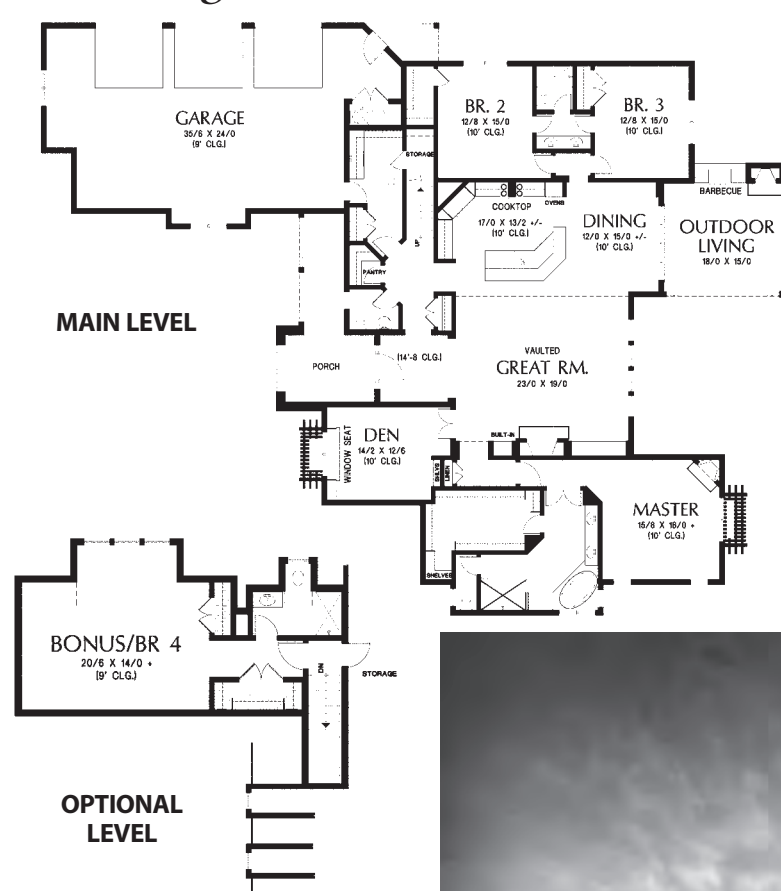 GARAGE
35/6 X 24/0
(9' CLG.)
BR. 2
12/8 X 15/0
(10' CLG.)
BR. 3
12/8 X 15/0
(10' CLG.)
STORAGE
UP
COOKTOP
OVENS
17/0 X 13/2 +/-
(10' CLG.)
DINING
12/0 X 15/0 +/-
(10' CLG.)
BARBECUE
OUTDOOR
LIVING
18/0 X 15/0
PANTRY
MAIN LEVEL
PORCH
(14'-8 CLG.)
VAULTED
GREAT RM.
23/0 X 19/0
BUILT-IN
WINDOW SEAT
DEN
14/2 X 12/6
(10' CLG.)
SHLVS
LINEN
MASTER
15/8 X 18/0 +
(10' CLG.)
SHELVES
BONUS/BR 4
20/6 X 14/0 +
(9' CLG.)
DN
STORAGE
OPTIONAL
LEVEL